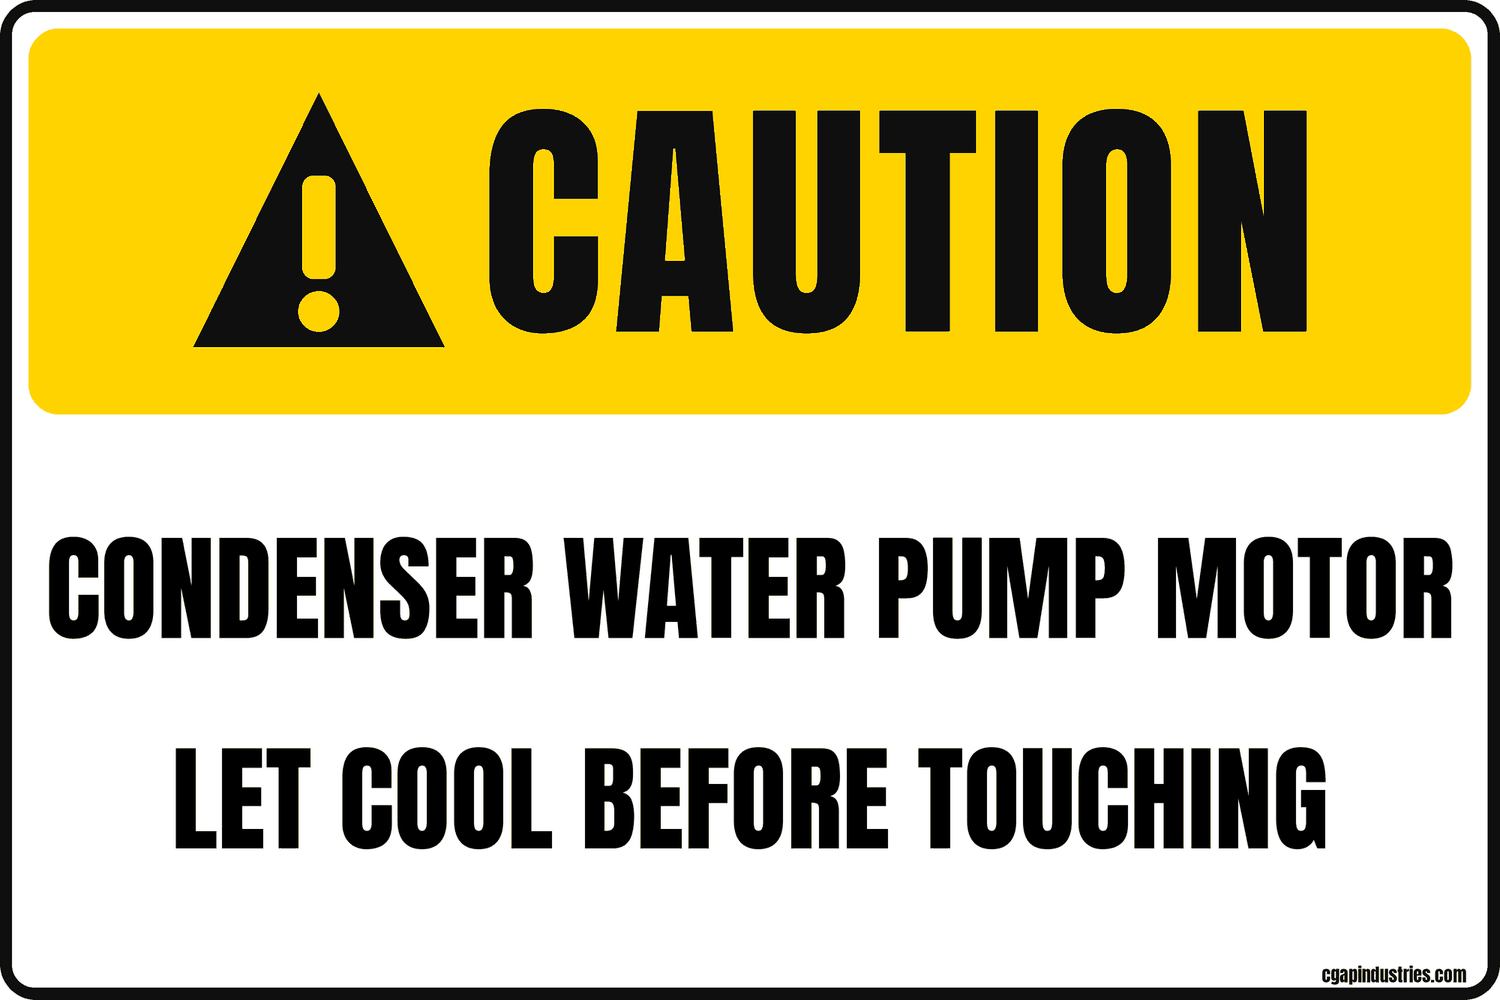 CAUTION
CONDENSER WATER PUMP MOTOR
LET COOL BEFORE TOUCHING
cgapindustries.com